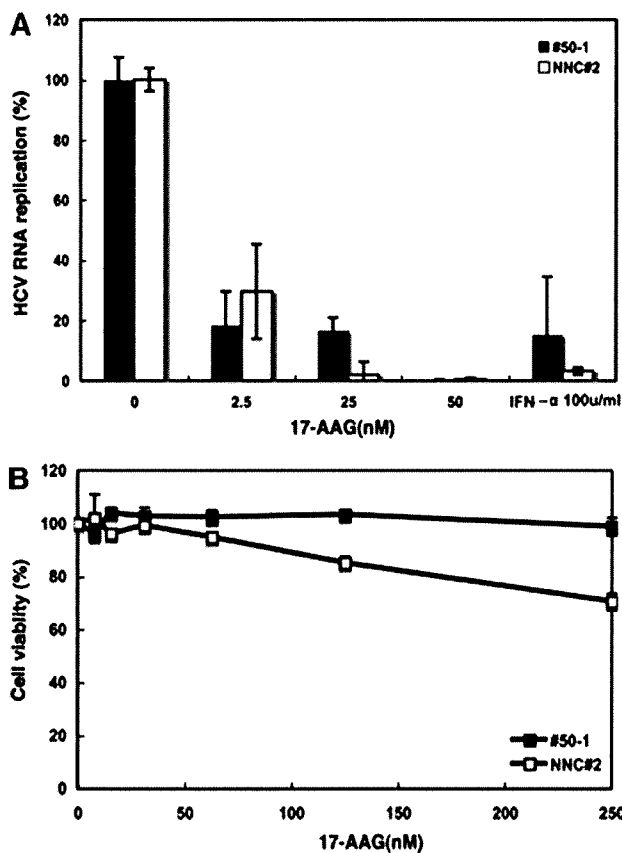 A
120
100
80
60
40
20
0
HCV RNA replication (%)
#50-1
NNC#2
0 2.5 25 50 IFN-α 100u/ml
17-AAG(nM)
B
120
100
80
60
40
20
0
Cell viablity (%)
#50-1
NNC#2
0 50 100 150 200 250
17-AAG(nM)